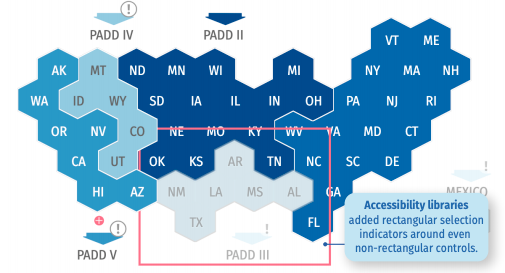 !
PADD IV
PADD II
VT ME
AK MT ND MN WI MI NY MA NH
WA ID WY SD IA IL IN OH PA NJ RI
OR NV CO NE MO KY WV VA MD CT
CA UT OK KS AR TN NC SC DE
HI AZ NM LA MS AL GA
!
MEXICO
TX FL
!
PADD V
!
PADD III
Accessibility libraries
added rectangular selection
indicators around even
non-rectangular controls.